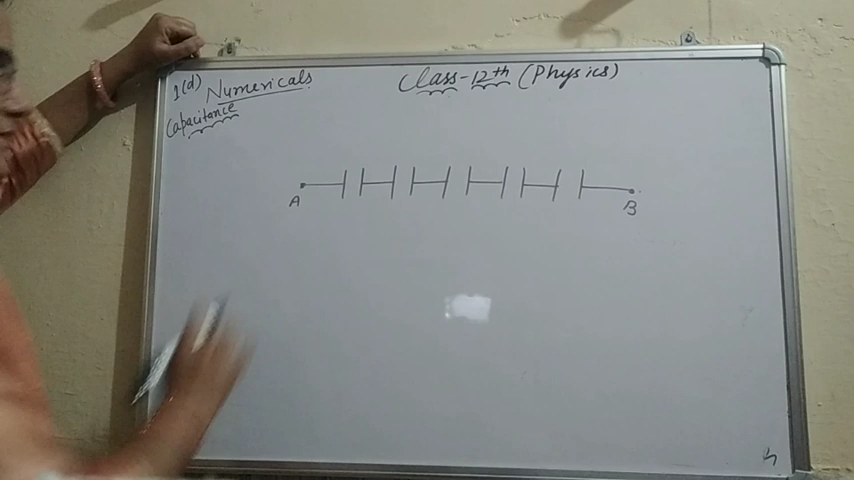 1(d) Numericals
Class-12th (Physics)
Capacitance
A
B